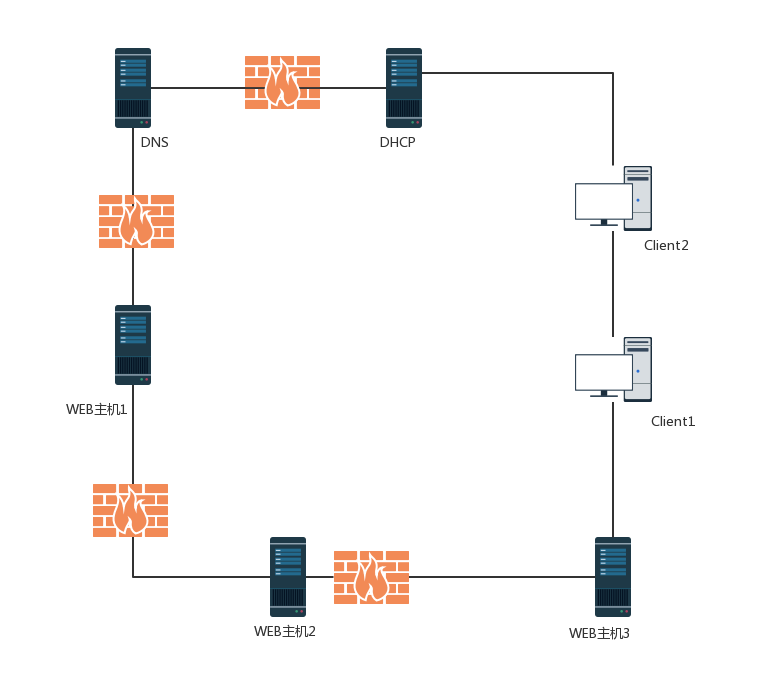 DNS
DHCP
Client2
WEB主机1
Client1
WEB主机2
WEB主机3